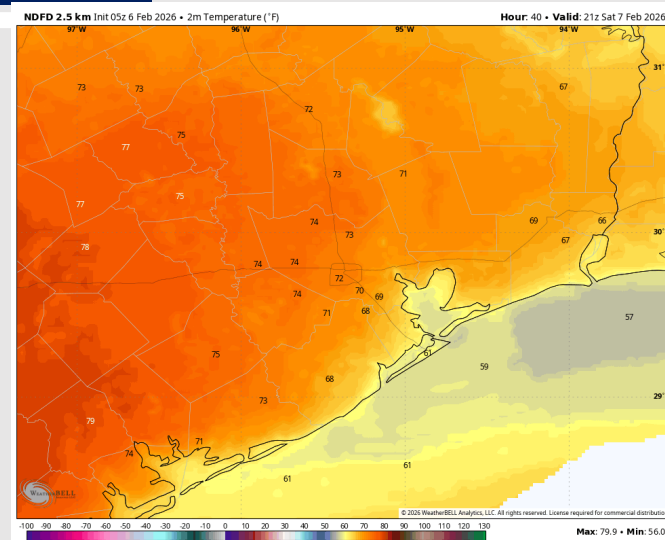 NDFD 2.5 km Init 05z 6 Feb 2026 • 2m Temperature (˚F) Hour: 40 • Valid: 21z Sat 7 Feb 2026
97°W 96°W 95°W 94°W
31°
73 73 67
72
75
77
73 71
75
77
74 69 66
73 67 30°
78
74 74
72
74 70 69
71 68 57
75 61
59
68
29°
73
79
71
74
61 61
WeatherBELL
© 2026 WeatherBELL Analytics, LLC. All rights reserved. License required for commercial distributio
-100 -90 -80 -70 -60 -50 -40 -30 -20 -10 0 10 20 30 40 50 60 70 80 90 100 110 120 130
Max: 79.9 • Min: 56.0